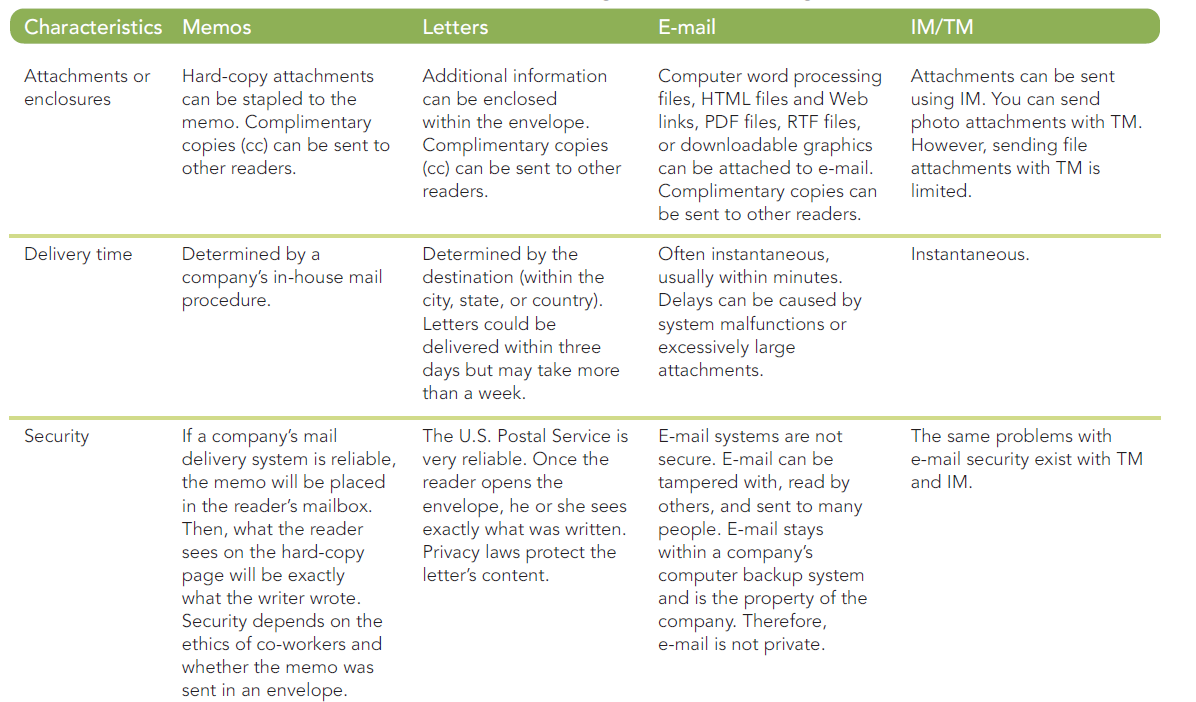 Characteristics Memos Letters E-mail IM/TM
Attachments or
enclosures
Hard-copy attachments
can be stapled to the
memo. Complimentary
copies (cc) can be sent to
other readers.
Additional information
can be enclosed
within the envelope.
Complimentary copies
(cc) can be sent to other
readers.
Computer word processing
files, HTML files and Web
links, PDF files, RTF files,
or downloadable graphics
can be attached to e-mail.
Complimentary copies can
be sent to other readers.
Attachments can be sent
using IM. You can send
photo attachments with TM.
However, sending file
attachments with TM is
limited.
Delivery time
Determined by a
company’s in-house mail
procedure.
Determined by the
destination (within the
city, state, or country).
Letters could be
delivered within three
days but may take more
than a week.
Often instantaneous,
usually within minutes.
Delays can be caused by
system malfunctions or
excessively large
attachments.
Instantaneous.
Security
If a company’s mail
delivery system is reliable,
the memo will be placed
in the reader’s mailbox.
Then, what the reader
sees on the hard-copy
page will be exactly
what the writer wrote.
Security depends on the
ethics of co-workers and
whether the memo was
sent in an envelope.
The U.S. Postal Service is
very reliable. Once the
reader opens the
envelope, he or she sees
exactly what was written.
Privacy laws protect the
letter’s content.
E-mail systems are not
secure. E-mail can be
tampered with, read by
others, and sent to many
people. E-mail stays
within a company’s
computer backup system
and is the property of the
company. Therefore,
e-mail is not private.
The same problems with
e-mail security exist with TM
and IM.